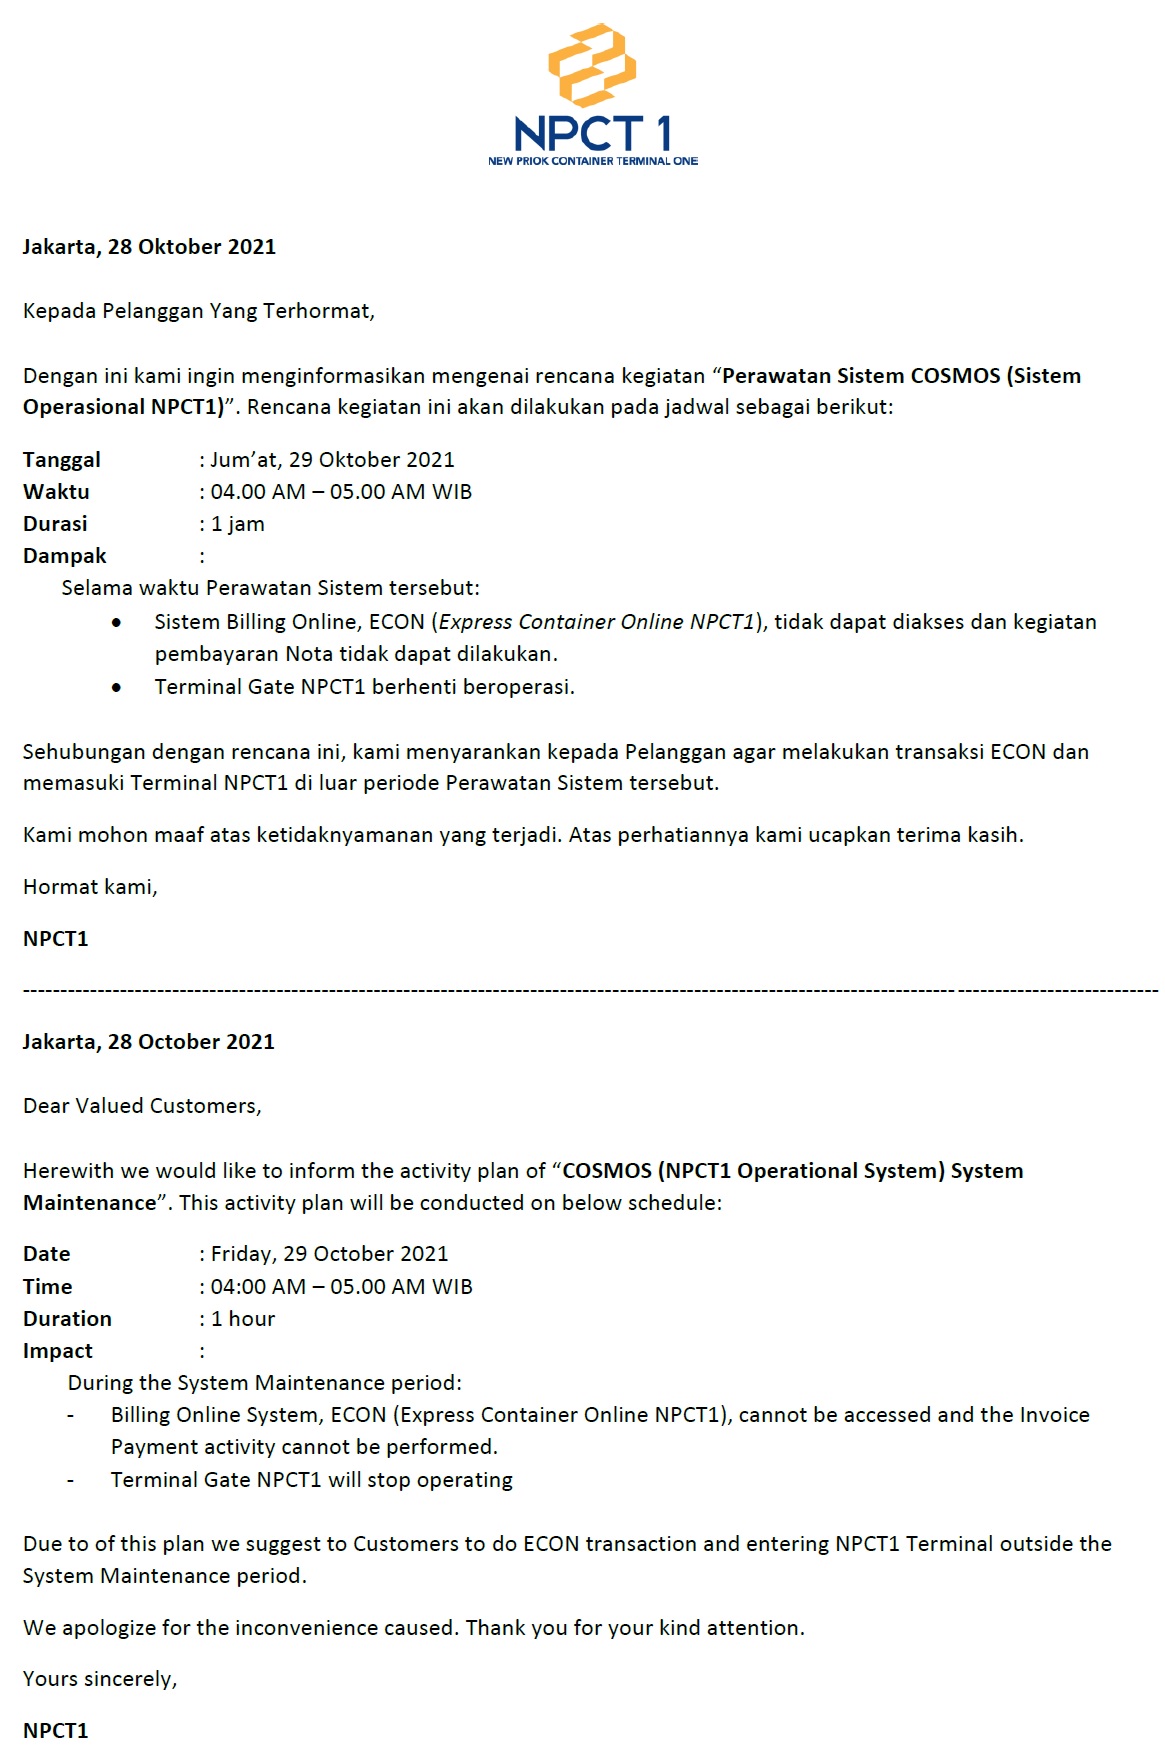 NPCT 1
NEW PRIOK CONTAINER TERMINAL ONE
Jakarta, 28 Oktober 2021
Kepada Pelanggan Yang Terhormat,
Dengan ini kami ingin menginformasikan mengenai rencana kegiatan “Perawatan Sistem COSMOS (Sistem
Operasional NPCT1)”. Rencana kegiatan ini akan dilakukan pada jadwal sebagai berikut:
Tanggal : Jum’at, 29 Oktober 2021
Waktu : 04.00 AM – 05.00 AM WIB
Durasi : 1 jam
Dampak :
Selama waktu Perawatan Sistem tersebut:
• Sistem Billing Online, ECON (Express Container Online NPCT1), tidak dapat diakses dan kegiatan
pembayaran Nota tidak dapat dilakukan.
• Terminal Gate NPCT1 berhenti beroperasi.
Sehubungan dengan rencana ini, kami menyarankan kepada Pelanggan agar melakukan transaksi ECON dan
memasuki Terminal NPCT1 di luar periode Perawatan Sistem tersebut.
Kami mohon maaf atas ketidaknyamanan yang terjadi. Atas perhatiannya kami ucapkan terima kasih.
Hormat kami,
NPCT1
Jakarta, 28 October 2021
Dear Valued Customers,
Herewith we would like to inform the activity plan of “COSMOS (NPCT1 Operational System) System
Maintenance”. This activity plan will be conducted on below schedule:
Date : Friday, 29 October 2021
Time : 04:00 AM – 05.00 AM WIB
Duration : 1 hour
Impact :
During the System Maintenance period:
- Billing Online System, ECON (Express Container Online NPCT1), cannot be accessed and the Invoice
Payment activity cannot be performed.
- Terminal Gate NPCT1 will stop operating
Due to of this plan we suggest to Customers to do ECON transaction and entering NPCT1 Terminal outside the
System Maintenance period.
We apologize for the inconvenience caused. Thank you for your kind attention.
Yours sincerely,
NPCT1